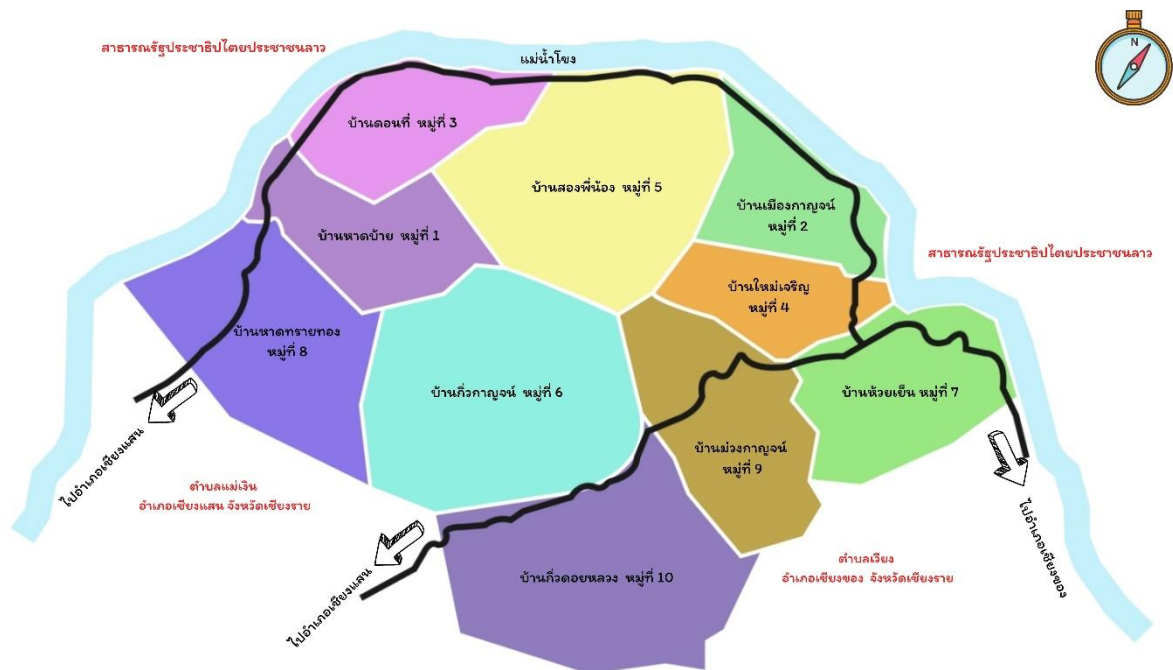 สาธารณรัฐประชาธิปไตยประชาชนลาว
แม่น้ำโขง
N
บ้านดอนที่ หมู่ที่ 3
บ้านสองพี่น้อง หมู่ที่ 5
บ้านเมืองกาญจน์
หมู่ที่ 2
บ้านหาดบ้าย หมู่ที่ 1
สาธารณรัฐประชาธิปไตยประชาชนลาว
บ้านใหม่เจริญ
หมู่ที่ 4
บ้านหาดทรายทอง
หมู่ที่ 8
บ้านกิ่วกาญจน์ หมู่ที่ 6
บ้านห้วยเย็น หมู่ที่ 7
บ้านม่วงกาญจน์
หมู่ที่ 9
ไปอำเภอเชียงแสน
ตำบลแม่เงิน
อำเภอเชียงแสน จังหวัดเชียงราย
ไปอำเภอเชียงของ
ตำบลเวียง
อำเภอเชียงของ จังหวัดเชียงราย
บ้านกิ่วดอยหลวง หมู่ที่ 10
ไปอำเภอเชียงแสน